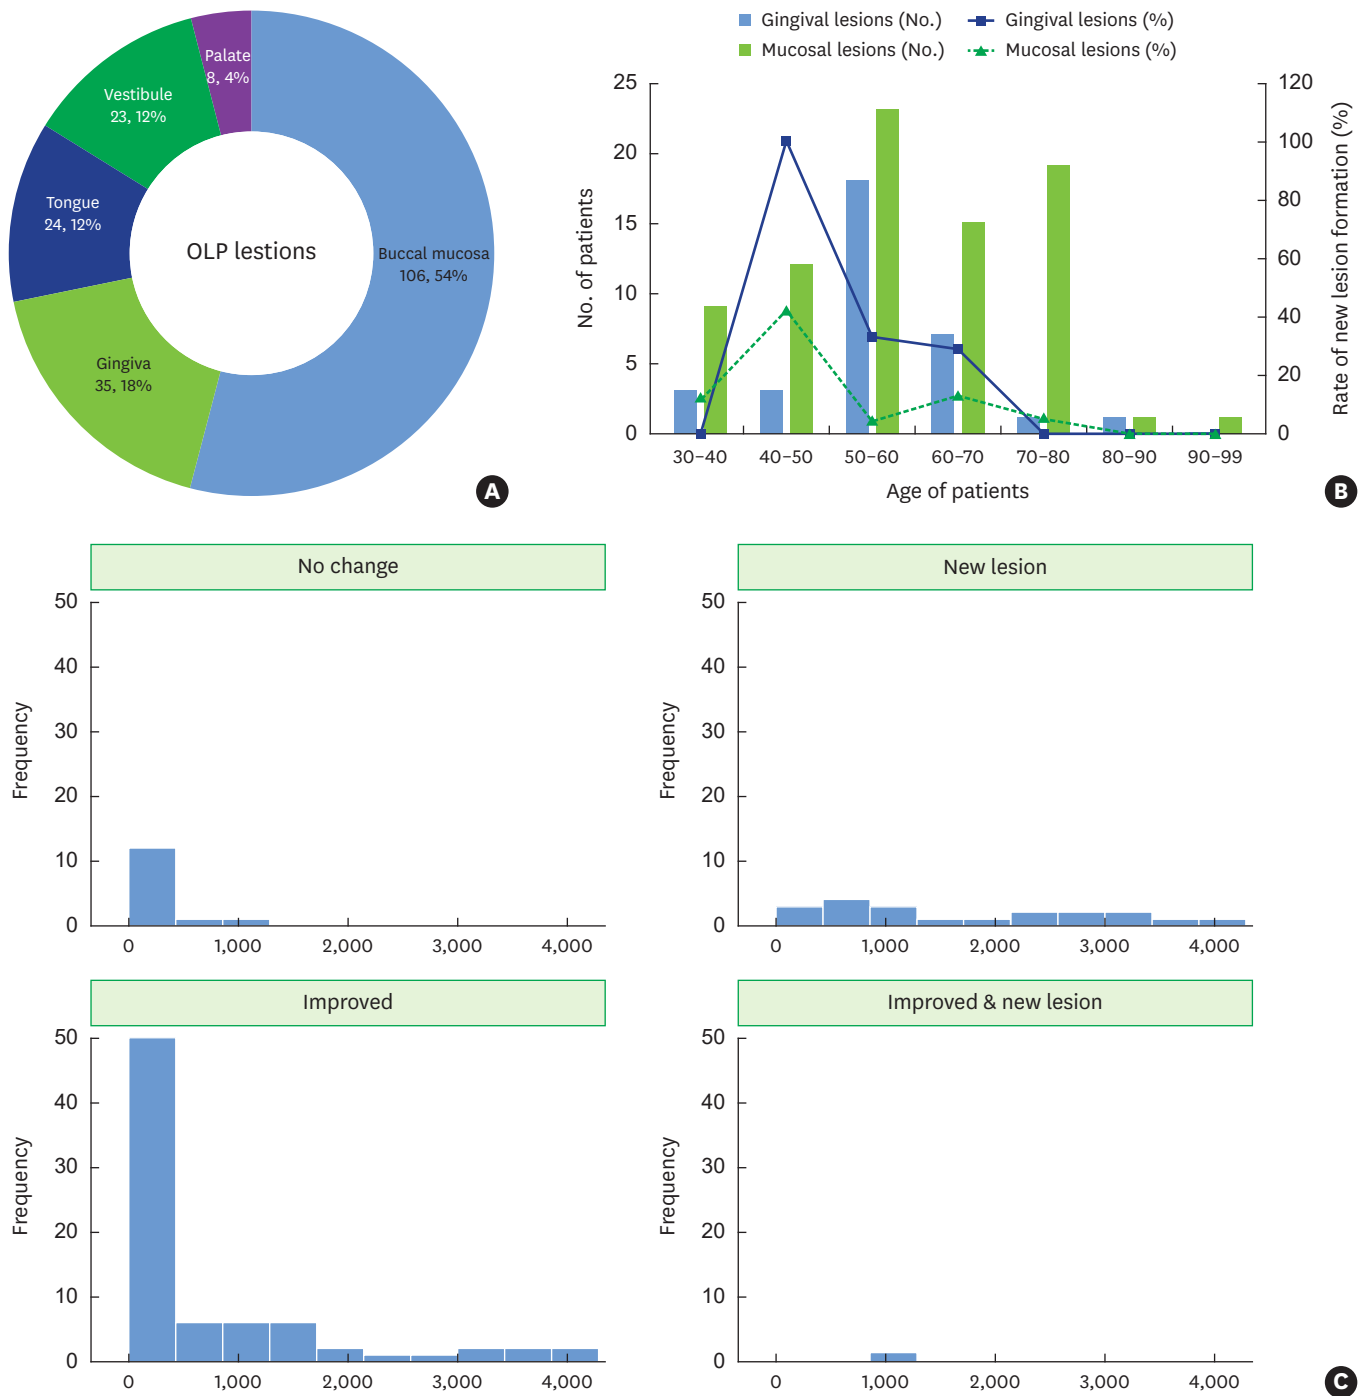 Palate
8, 4%
Vestibule
23, 12%
Tongue
24, 12%
Gingiva
35, 18%
Buccal mucosa
106, 54%
OLP lestions
A
Gingival lesions (No.)
Gingival lesions (%)
Mucosal lesions (No.)
Mucosal lesions (%)
25
20
15
10
5
0
No. of patients
120
100
80
60
40
20
0
Rate of new lesion formation (%)
30–40 40–50 50–60 60–70 70–80 80–90 90–99
Age of patients
B
No change
50
40
30
20
10
0
Frequency
0 1,000 2,000 3,000 4,000
New lesion
50
40
30
20
10
0
Frequency
0 1,000 2,000 3,000 4,000
Improved
50
40
30
20
10
0
Frequency
0 1,000 2,000 3,000 4,000
Improved & new lesion
50
40
30
20
10
0
Frequency
0 1,000 2,000 3,000 4,000
C